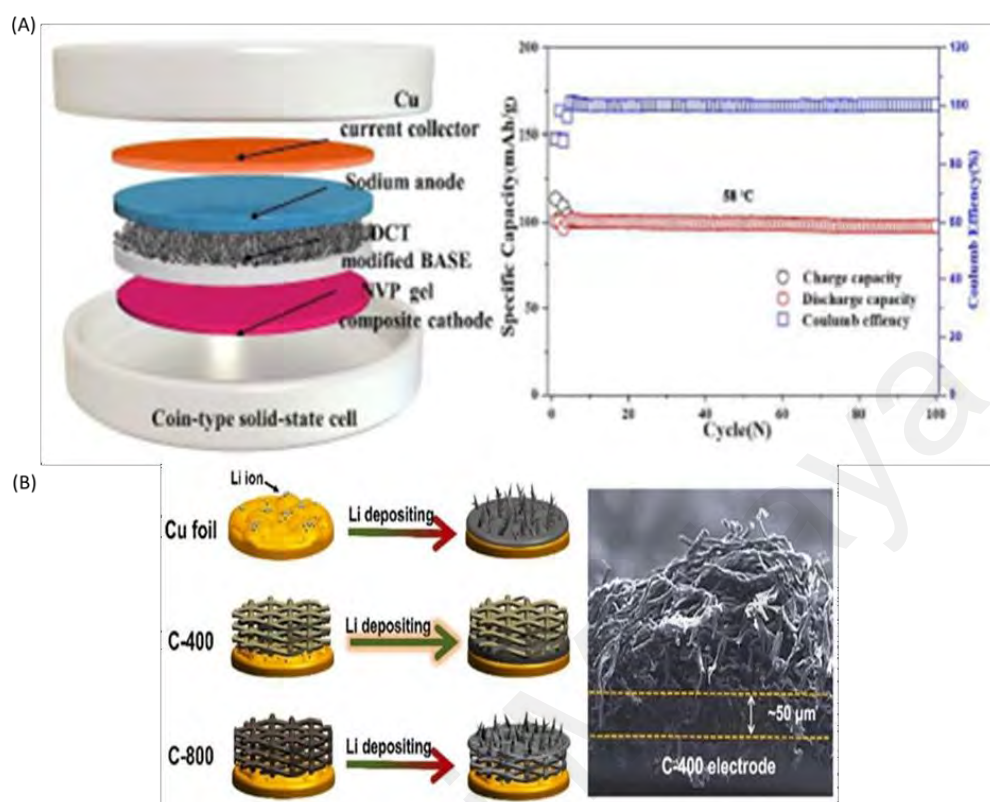 (A)
Cu
current collector
Sodium anode
DCT
modified BASE
NVP gel
composite cathode
Coin-type solid-state cell
Specific Capacity(mAh/g)
200
150
100
50
0
58 °C
Charge capacity
Discharge capacity
Coulumb effiency
0
20
40
60
80
100
Cycle(N)
120
100
80
60
40
20
0
Coulumb Effiency(%)
(B)
Li ion
Cu foil
Li depositing
C-400
Li depositing
C-800
Li depositing
~50 μm
C-400 electrode